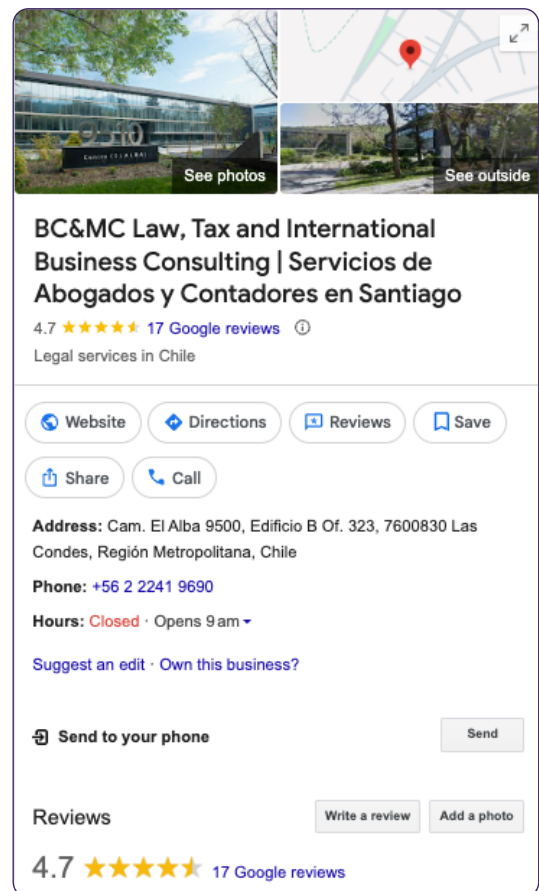 9500
Camino El ALBA
See photos
See outside
BC&MC Law, Tax and International
Business Consulting | Servicios de
Abogados y Contadores en Santiago
4.7 17 Google reviews
Legal services in Chile
Website Directions Reviews Save
Share Call
Address: Cam. El Alba 9500, Edificio B Of. 323, 7600830 Las
Condes, Región Metropolitana, Chile
Phone: +56 2 2241 9690
Hours: Closed · Opens 9 am
Suggest an edit · Own this business?
Send to your phone Send
Reviews Write a review Add a photo
4.7 17 Google reviews